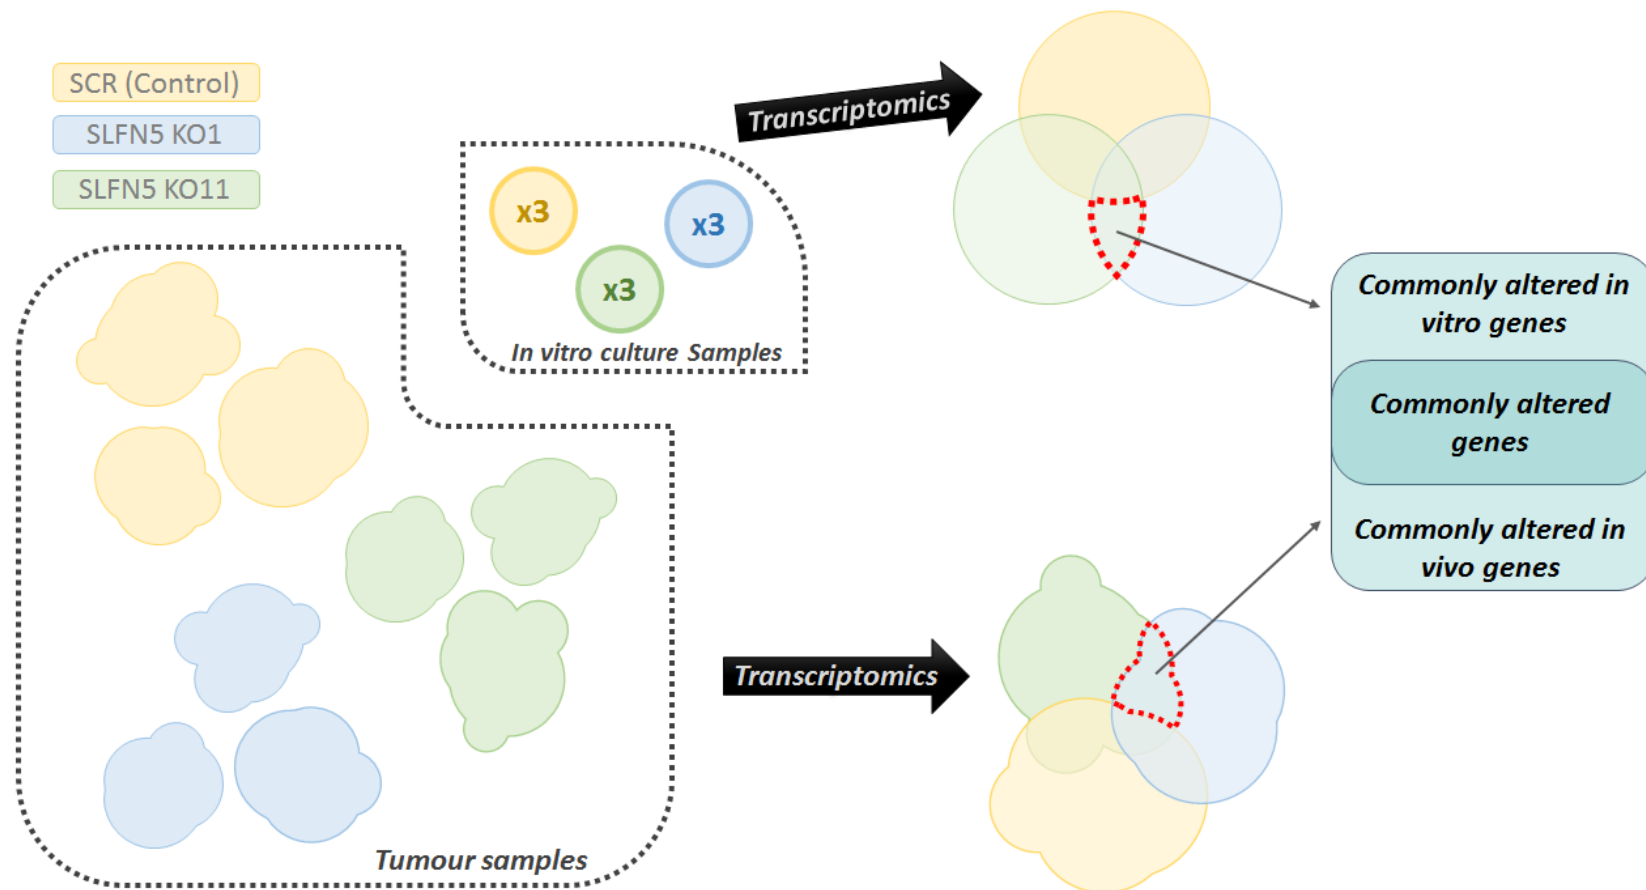 SCR (Control)
SLFN5 KO1
SLFN5 KO11
x3
x3
x3
In vitro culture Samples
Tumour samples
Transcriptomics
Transcriptomics
Commonly altered in
vitro genes
Commonly altered
genes
Commonly altered in
vivo genes